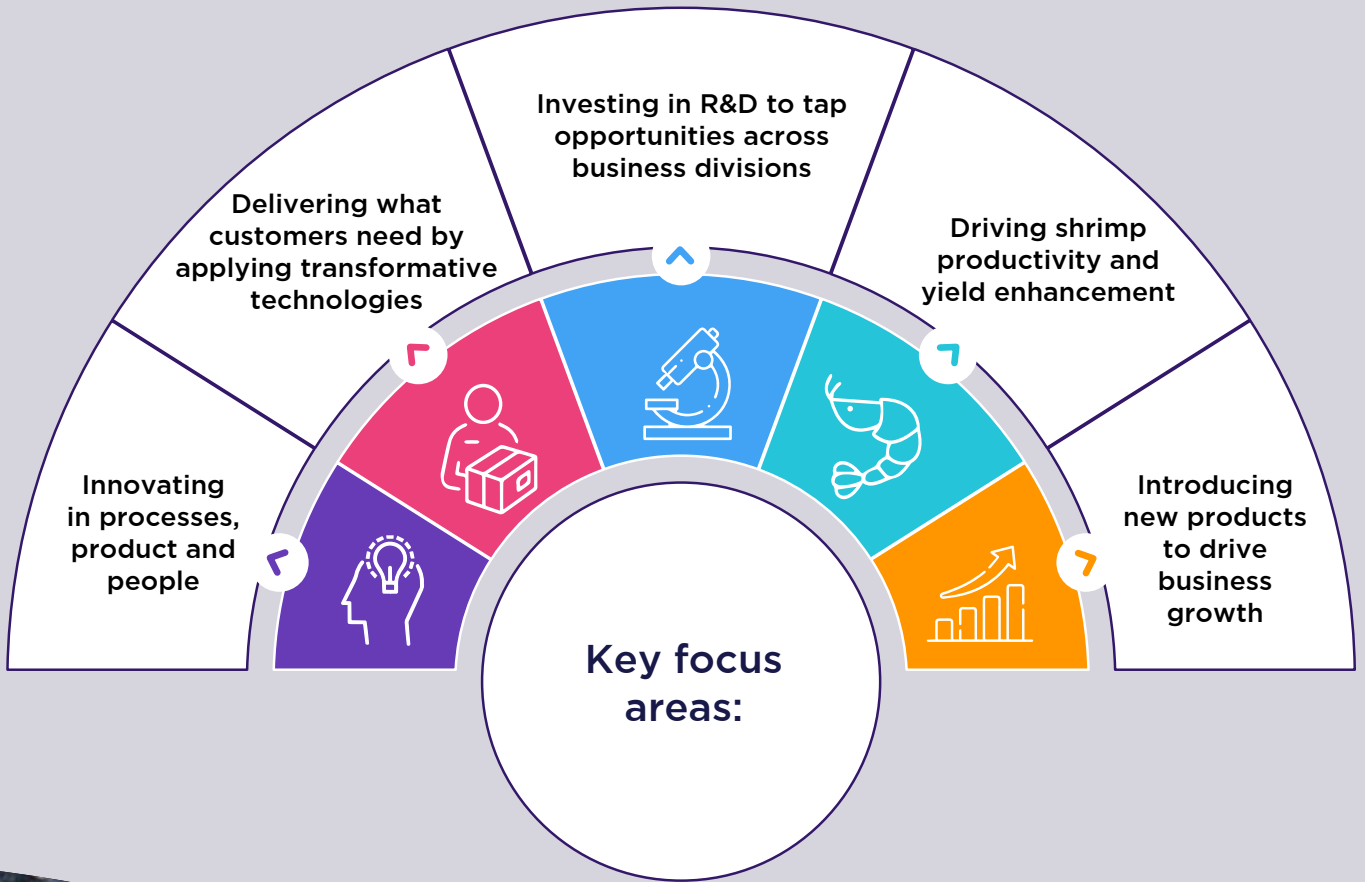 Investing in R&D to tap
opportunities across
business divisions
Delivering what
customers need by
applying transformative
technologies
Driving shrimp
productivity and
yield enhancement
Innovating
in processes,
product and
people
Introducing
new products
to drive
business
growth
Key focus
areas: